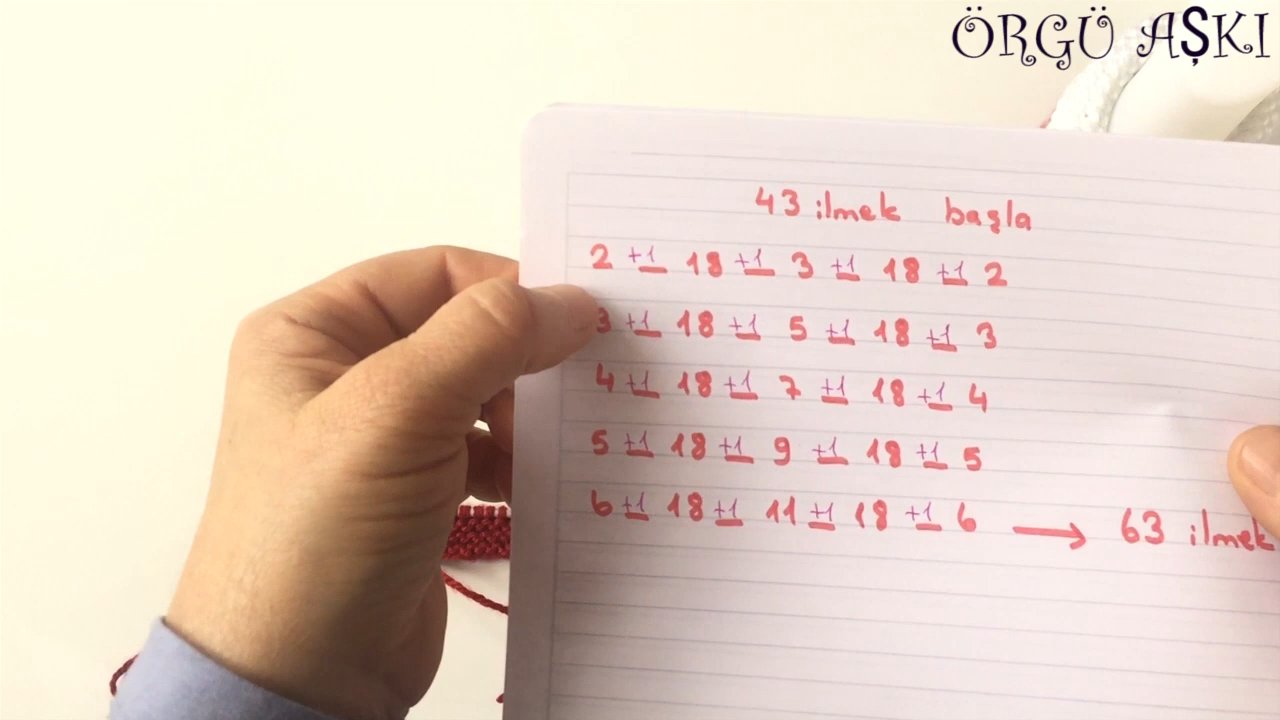 ÖRGÜ AŞKI
43 ilmek başla
2 +1 18 +1 3 +1 18 +1 2
3 +1 18 +1 5 +1 18 +1 3
4 +1 18 +1 7 +1 18 +1 4
5 +1 18 +1 9 +1 18 +1 5
6 +1 18 +1 11 +1 18 +1 6 → 63 ilmek